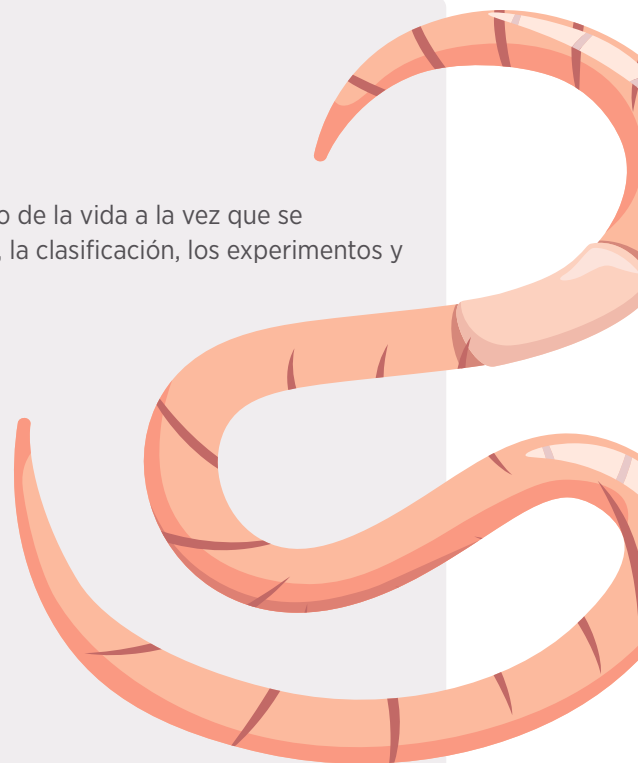 o de la vida a la vez que se
, la clasificación, los experimentos y